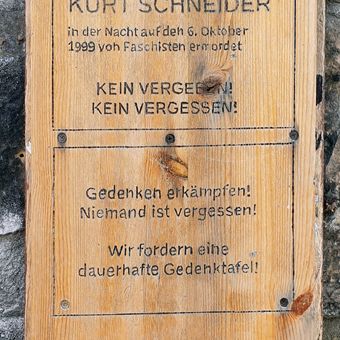 KURT SCHNEIDER
in der Nacht auf den 6. Oktober
1999 von Faschisten ermordet
KEIN VERGEBEN!
KEIN VERGESSEN!
Gedenken erkämpfen!
Niemand ist vergessen!
Wir fordern eine
dauerhafte Gedenktafel!